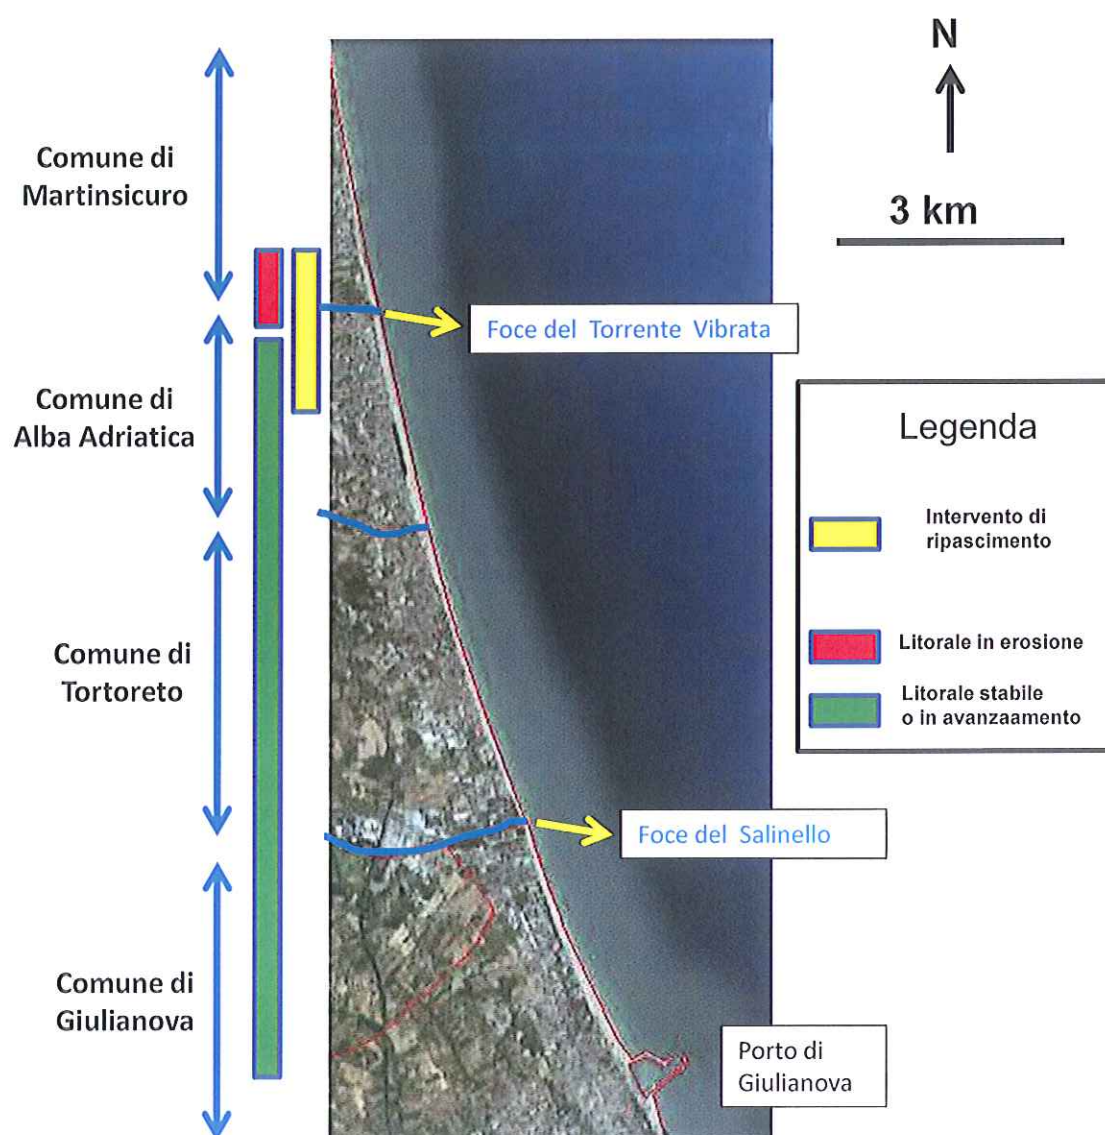 N
3 km
Comune di
Martinsicuro
Foce del Torrente Vibrata
Comune di
Alba Adriatica
Legenda
Intervento di
ripascimento
Litorale in erosione
Litorale stabile
o in avanzaamento
Comune di
Tortoreto
Foce del Salinello
Comune di
Giulianova
Porto di
Giulianova